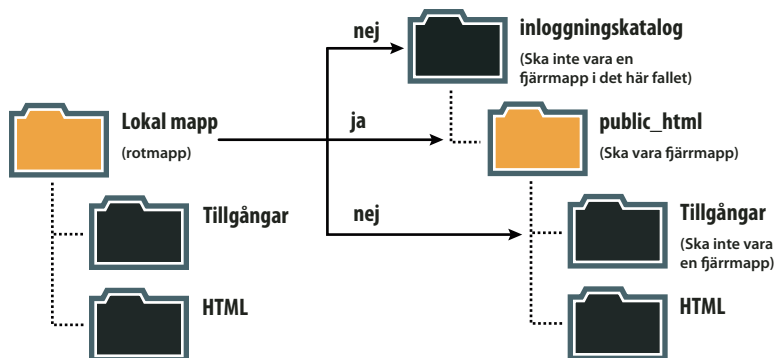 nej
inloggningskatalog
(Ska inte vara en
fjärrmapp i det här fallet)
Lokal mapp
(rotmapp)
ja
public_html
(Ska vara fjärrmapp)
Tillgångar
nej
Tillgångar
(Ska inte vara
en fjärrmapp)
HTML
HTML